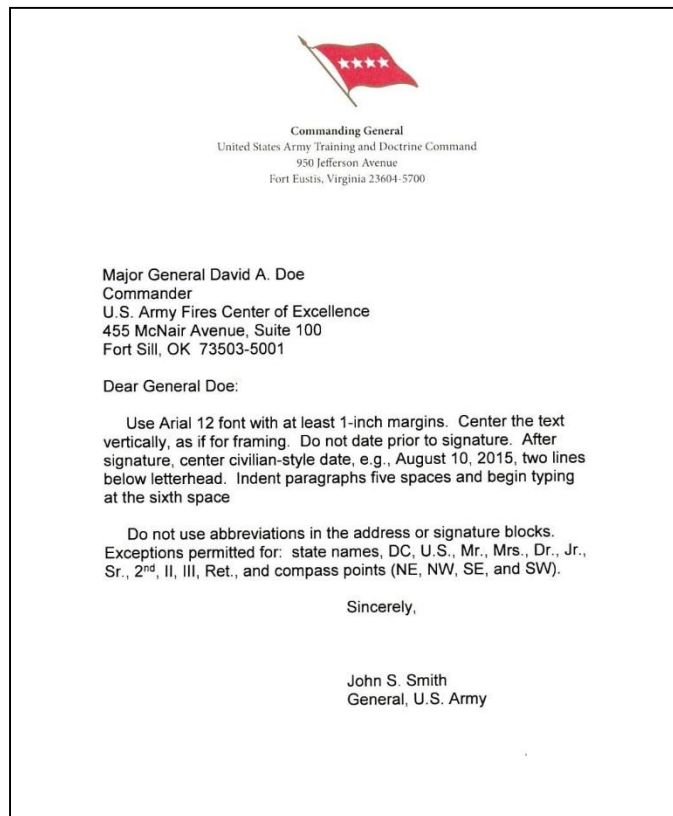 Commanding General
United States Army Training and Doctrine Command
950 Jefferson Avenue
Fort Eustis, Virginia 23604-5700
Major General David A. Doe
Commander
U.S. Army Fires Center of Excellence
455 McNair Avenue, Suite 100
Fort Sill, OK  73503-5001
Dear General Doe:
Use Arial 12 font with at least 1-inch margins.  Center the text
vertically, as if for framing.  Do not date prior to signature.  After
signature, center civilian-style date, e.g., August 10, 2015, two lines
below letterhead.  Indent paragraphs five spaces and begin typing
at the sixth space
Do not use abbreviations in the address or signature blocks.
Exceptions permitted for:  state names, DC, U.S., Mr., Mrs., Dr., Jr.,
Sr., 2nd, II, III, Ret., and compass points (NE, NW, SE, and SW).
Sincerely,
John S. Smith
General, U.S. Army